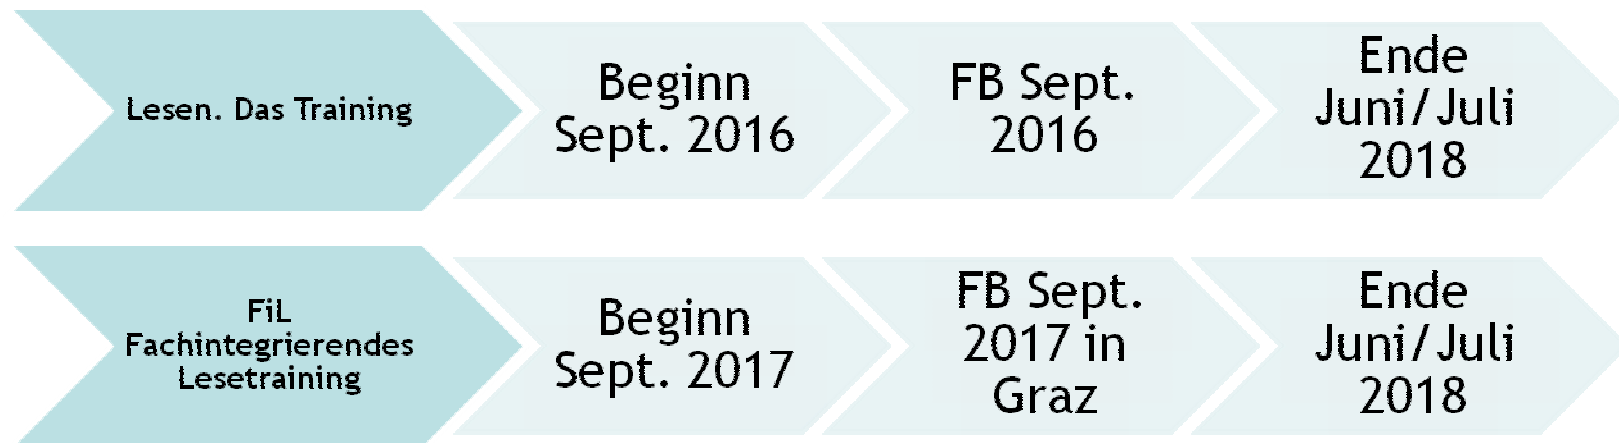 Lesen. Das Training
Beginn
Sept. 2016
FB Sept.
2016
Ende
Juni/Juli
2018
FiL
Fachintegrierendes
Lesetraining
Beginn
Sept. 2017
FB Sept.
2017 in
Graz
Ende
Juni/Juli
2018